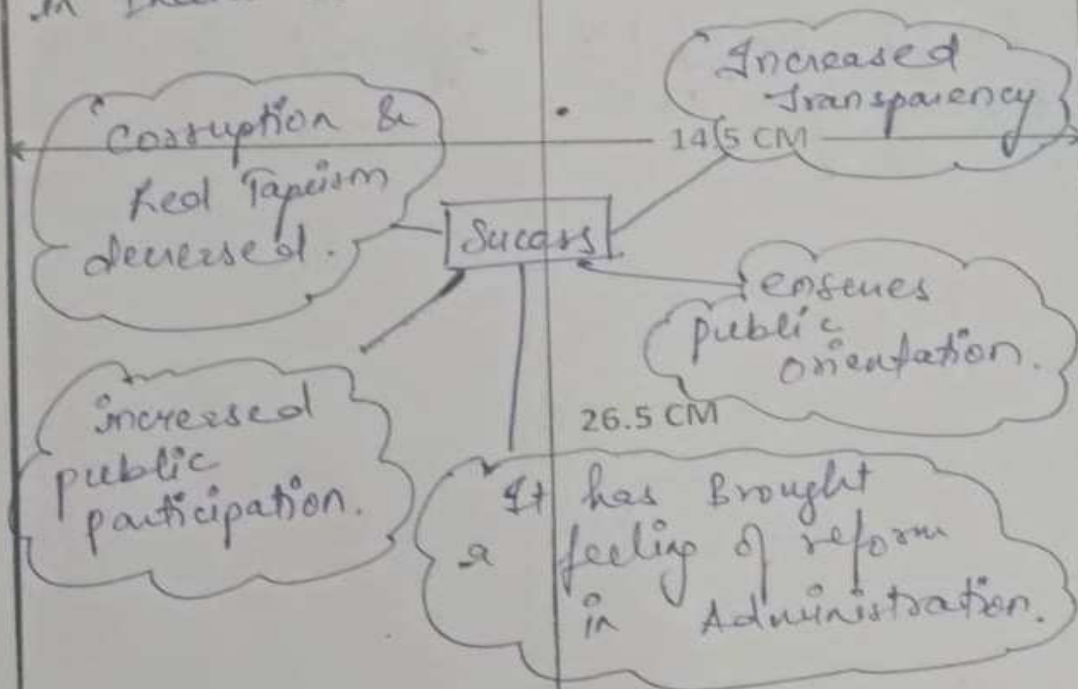 in
Increased
Transparency
Corruption &
Red Tapeism
decreased.
14.5 CM
Success
ensures
public
orientation.
increased
public
participation.
26.5 CM
It has Brought
a feeling of reform
in Administration.